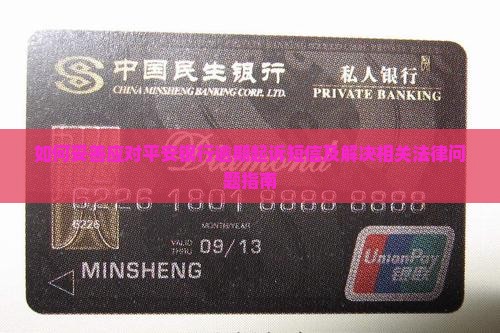 中国民生银行
CHINA MINSHENG BANKING CORP., LTD.
私人银行
PRIVATE BANKING
如何妥善应对平安银行逾期起诉短信及解决相关法律问
题指南
Diamond
6226 1801 8888 8888
6226
MONTH/YEAR
VALID
THRU
09/13
MINSHENG
UnionPay
银联